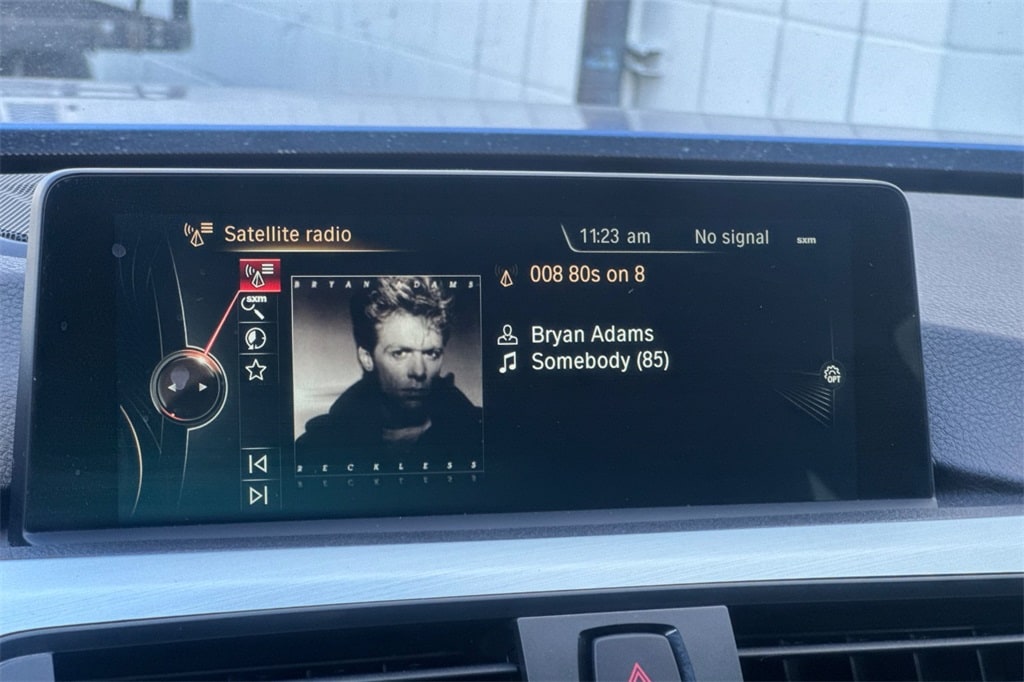 Satellite radio
11:23 am
No signal
sxm
008 80s on 8
sxm
BRYAN ADAMS
Bryan Adams
Somebody (85)
OPT
RECKLESS